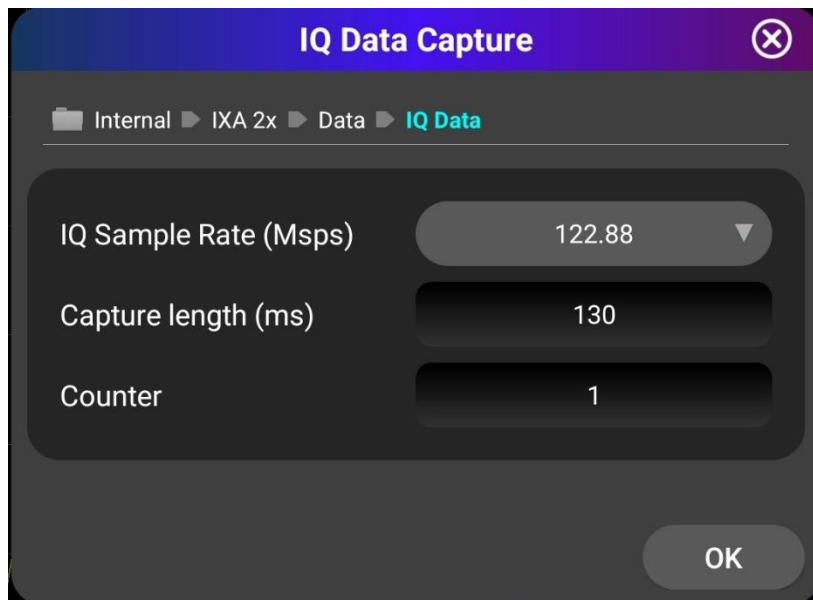 IQ Data Capture
Internal IXA 2x Data IQ Data
IQ Sample Rate (Msps) 122.88
Capture length (ms) 130
Counter 1
OK